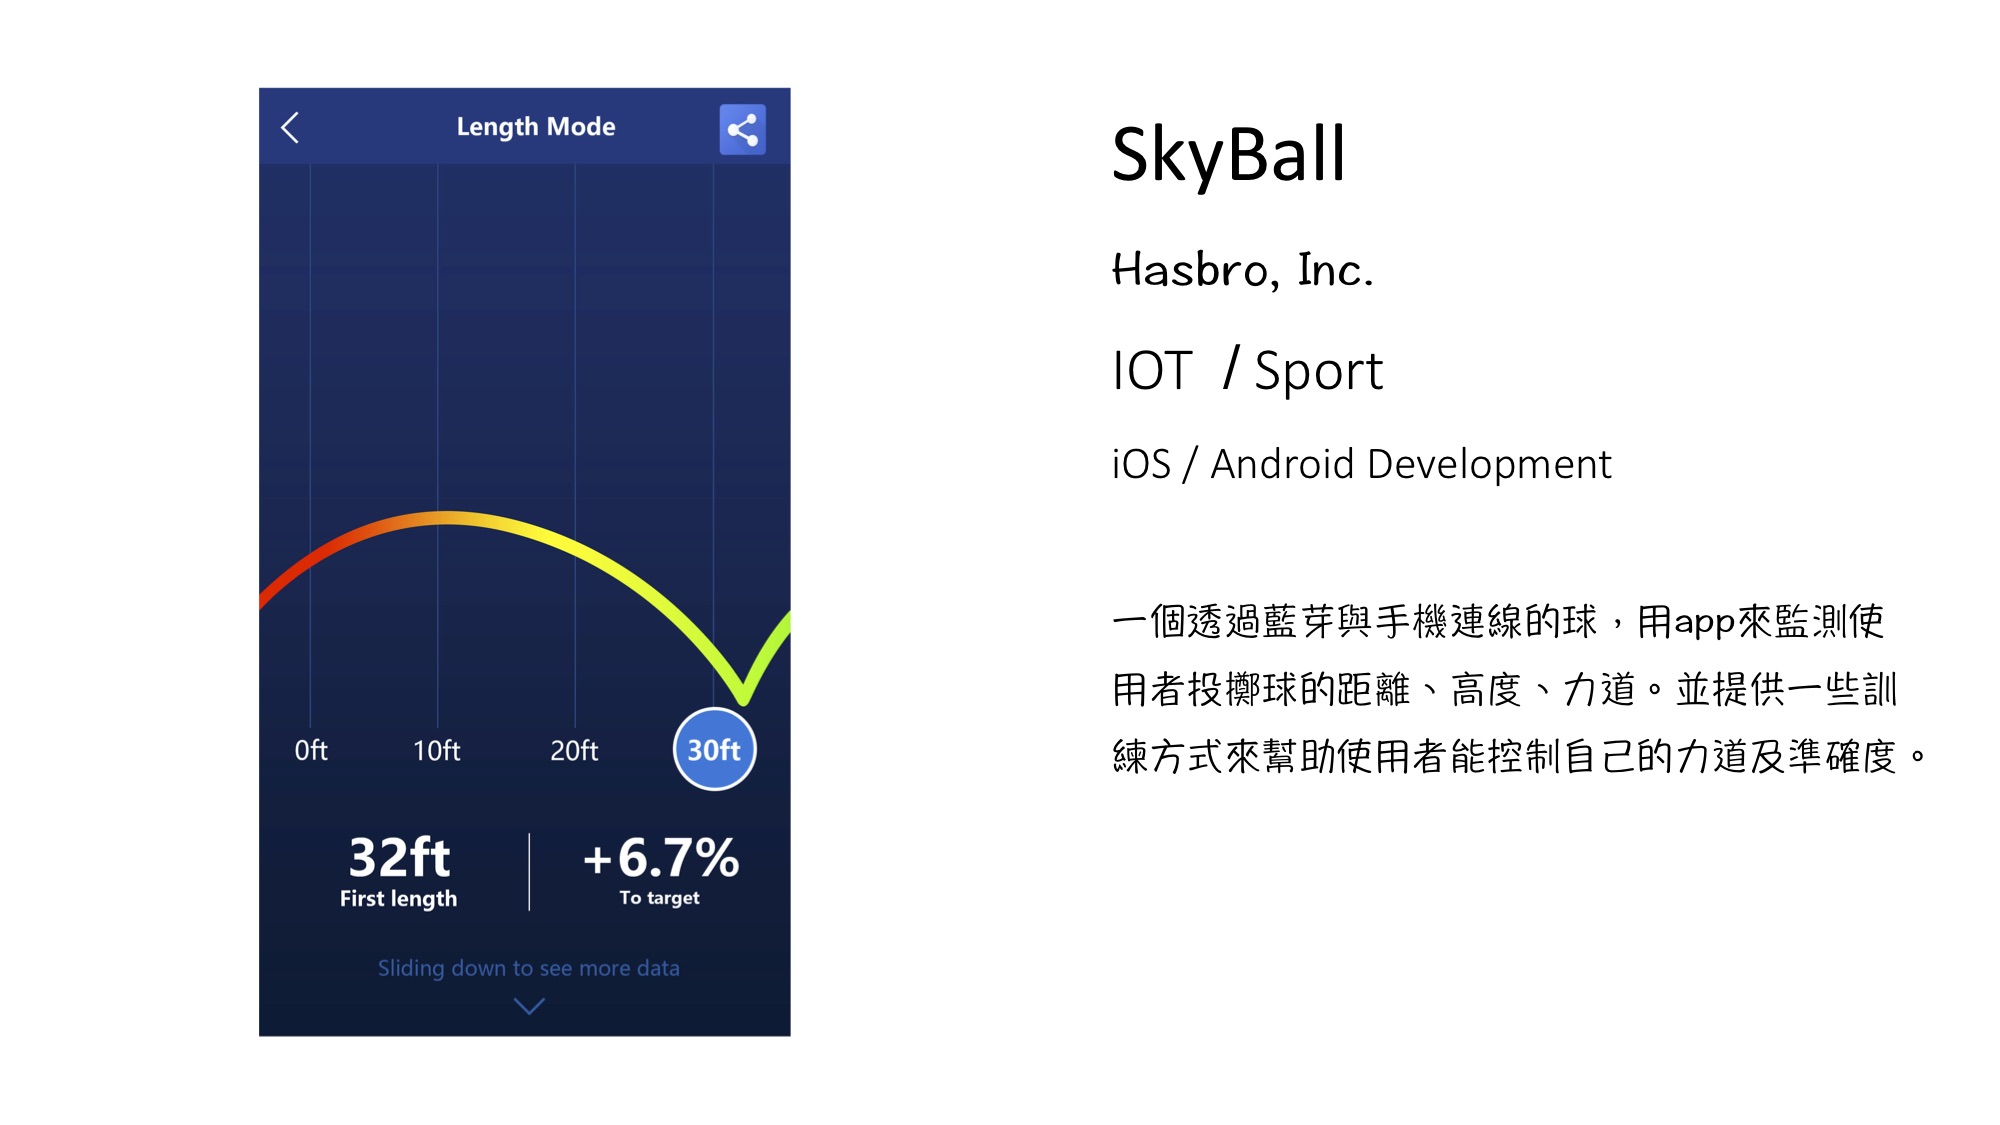 Length Mode
0ft 10ft 20ft 30ft
32ft +6.7%
First length To target
Sliding down to see more data
SkyBall
Hasbro, Inc.
IOT / Sport
iOS / Android Development
一個透過藍芽與手機連線的球，用app來監測使
用者投擲球的距離、高度、力道。並提供一些訓
練方式來幫助使用者能控制自己的力道及準確度。